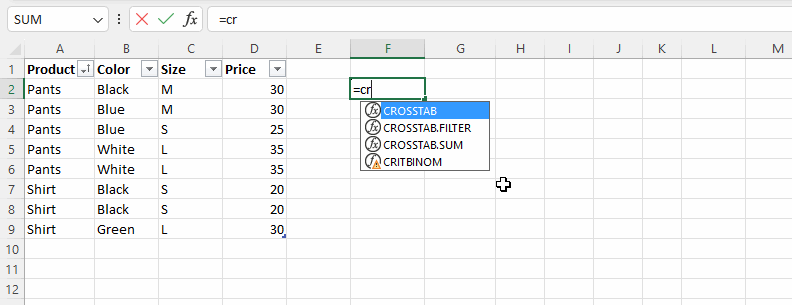 SUM =cr
A B C D E F G H I J K L M
1 Product Color Size Price
2 Pants Black M 30 =cr
3 Pants Blue M 30 CROSSTAB
4 Pants Blue S 25 CROSSTAB.FILTER
5 Pants White L 35 CROSSTAB.SUM
6 Pants White L 35 CRITBINOM
7 Shirt Black S 20
8 Shirt Black S 20
9 Shirt Green L 30
10
11
12